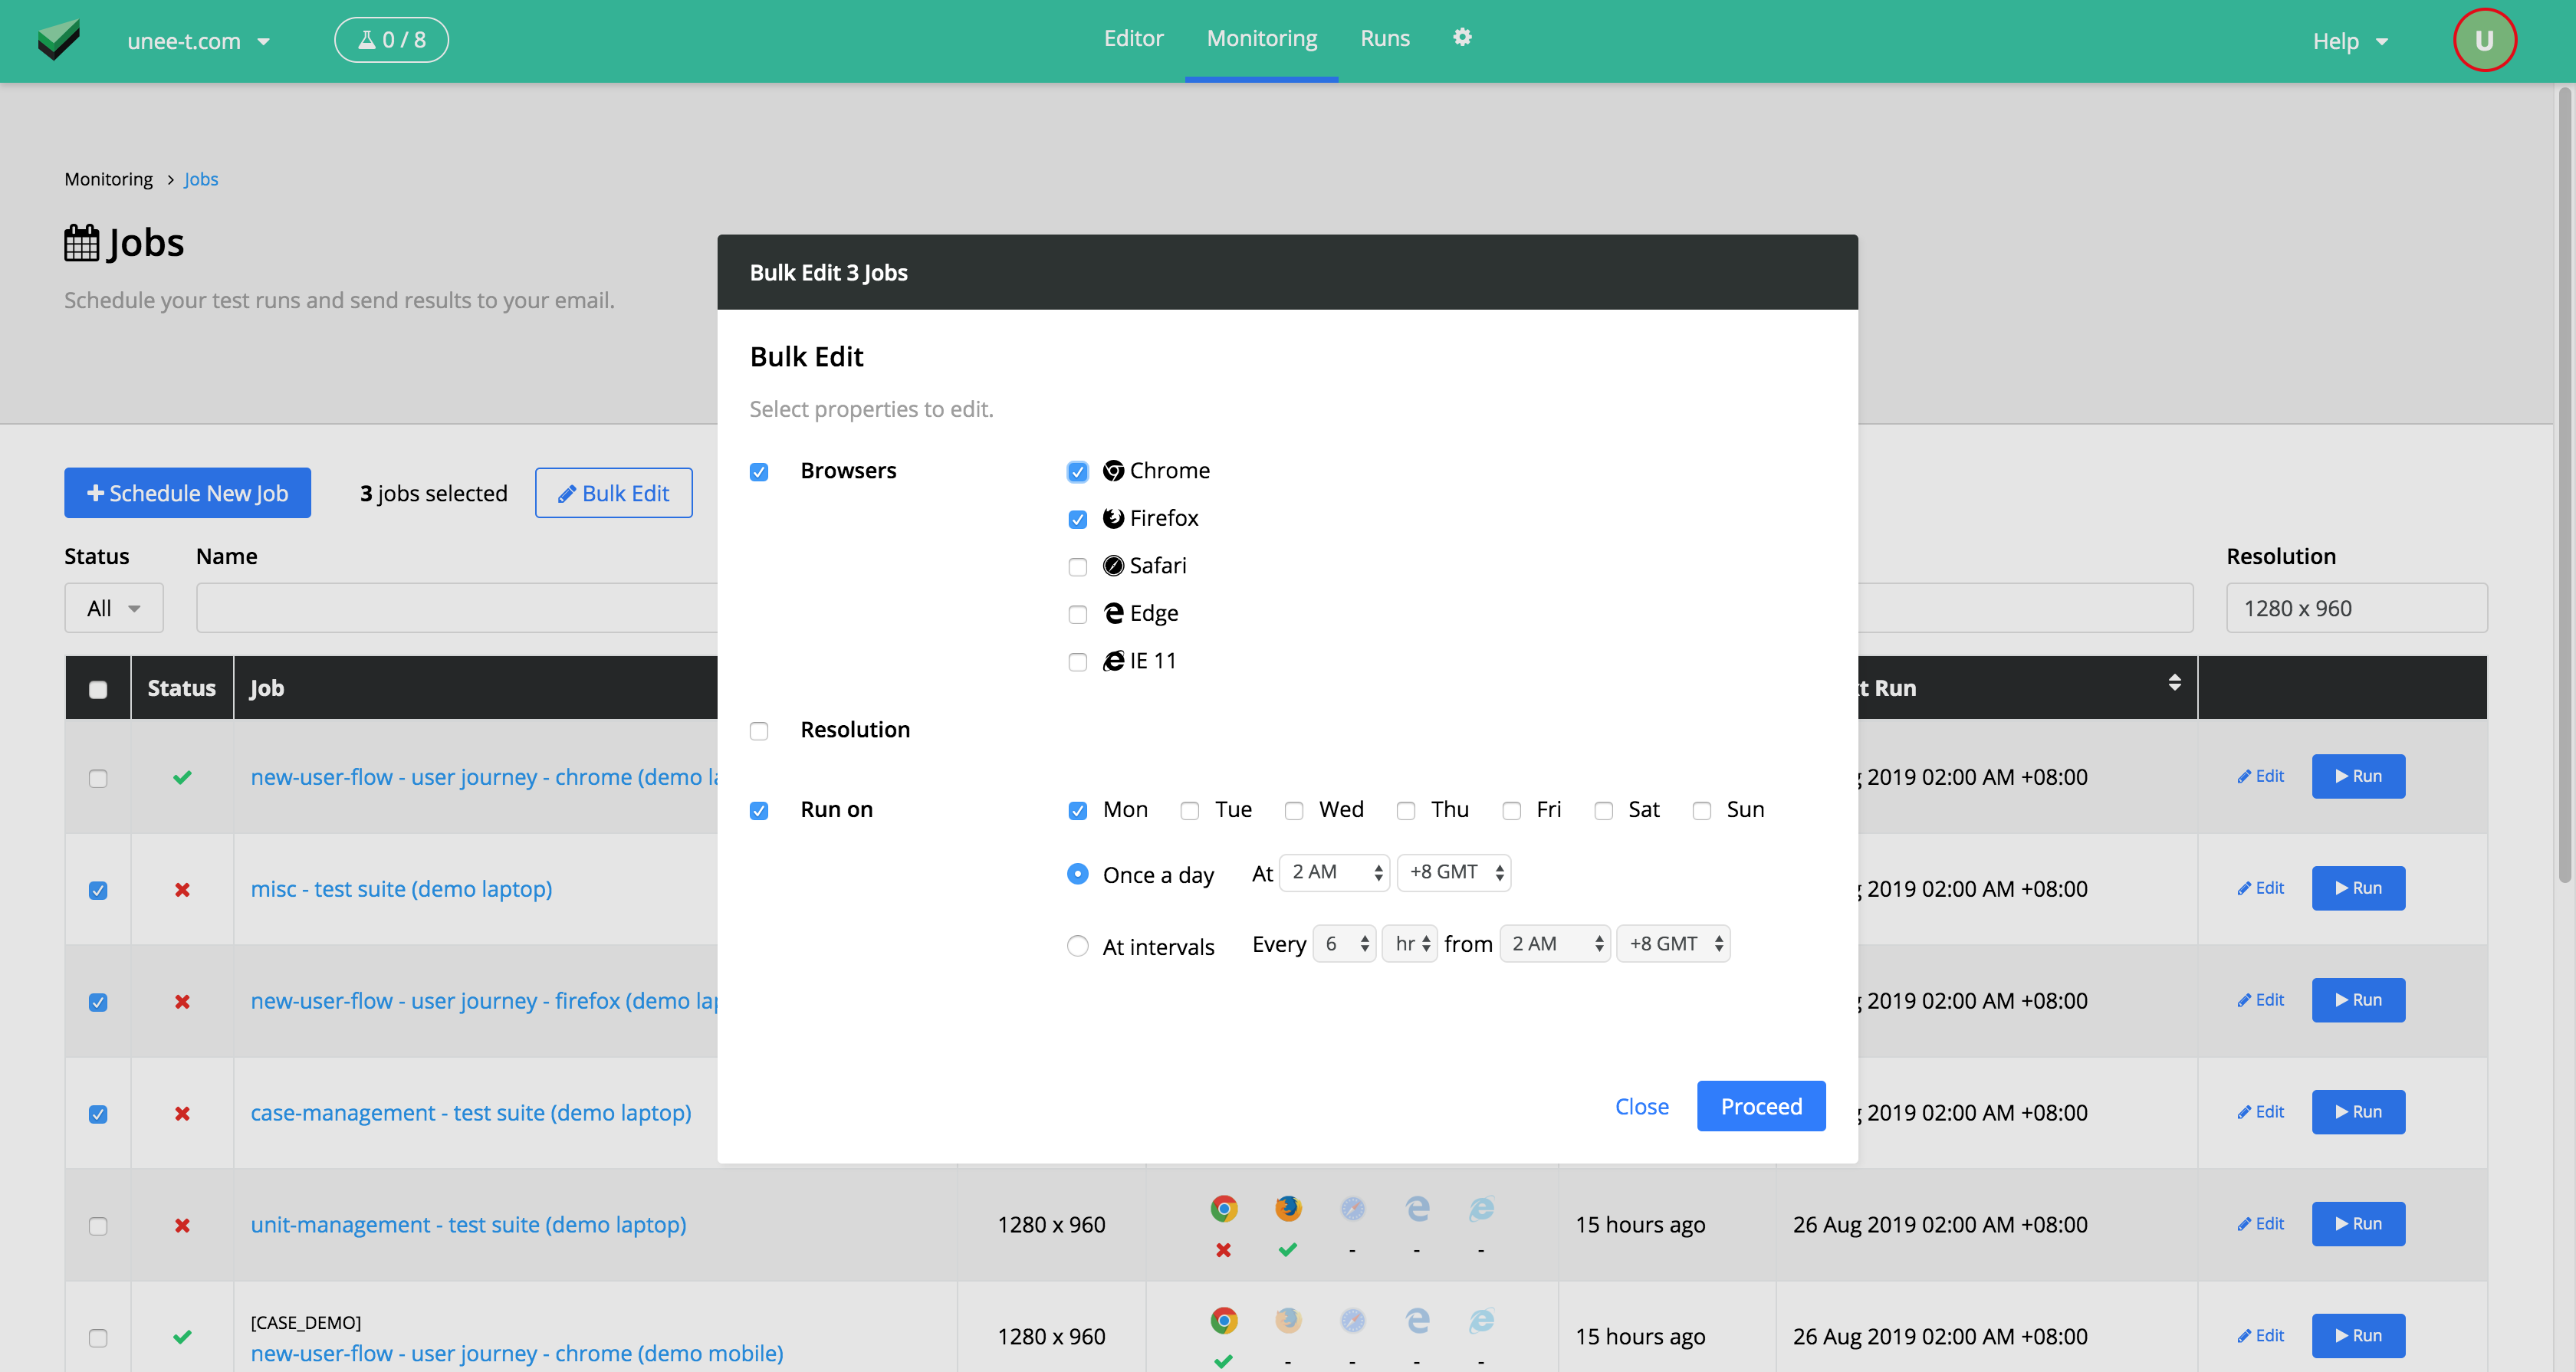 unee-t.com
0 / 8
Editor Monitoring Runs
Help
U
Monitoring > Jobs
Jobs
Schedule your test runs and send results to your email.
Schedule New Job 3 jobs selected Bulk Edit
Status Name Resolution
All 1280 x 960
Status Job t Run
new-user-flow - user journey - chrome (demo la 2019 02:00 AM +08:00 Edit Run
misc - test suite (demo laptop) 2019 02:00 AM +08:00 Edit Run
new-user-flow - user journey - firefox (demo lap 2019 02:00 AM +08:00 Edit Run
case-management - test suite (demo laptop) 2019 02:00 AM +08:00 Edit Run
unit-management - test suite (demo laptop) 1280 x 960 15 hours ago 26 Aug 2019 02:00 AM +08:00 Edit Run
- - -
[CASE_DEMO]
new-user-flow - user journey - chrome (demo mobile) 1280 x 960 15 hours ago 26 Aug 2019 02:00 AM +08:00 Edit Run
- - - -
Bulk Edit 3 Jobs
Bulk Edit
Select properties to edit.
Browsers Chrome
Firefox
Safari
Edge
IE 11
Resolution
Run on Mon Tue Wed Thu Fri Sat Sun
Once a day At 2 AM +8 GMT
At intervals Every 6 hr from 2 AM +8 GMT
Close Proceed